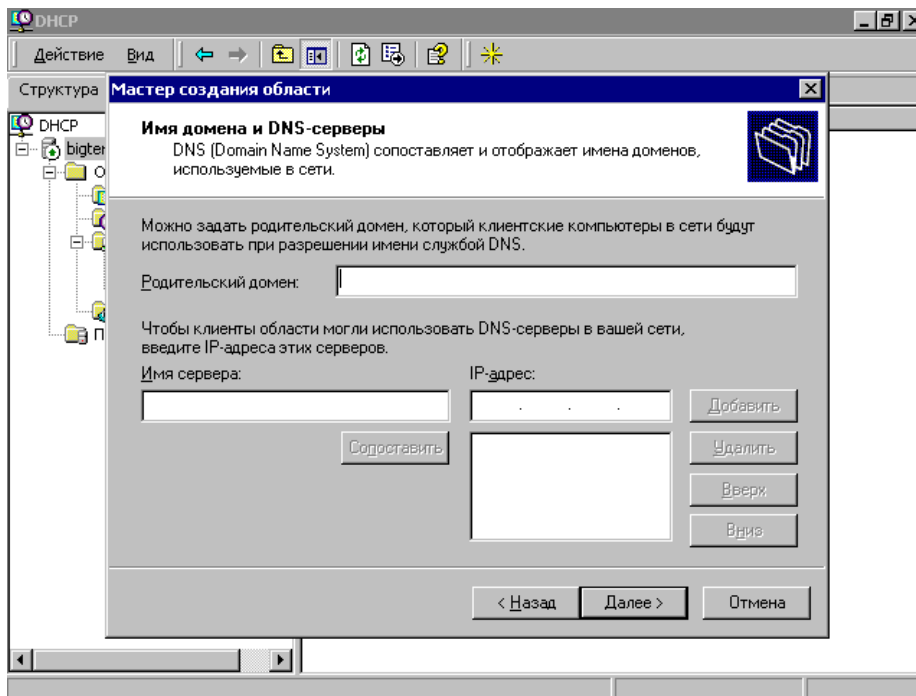 DHCP
Действие Вид
Структура
Мастер создания области
DHCP
Имя домена и DNS-серверы
DNS (Domain Name System) сопоставляет и отображает имена доменов,
используемые в сети.
bigter
О
Можно задать родительский домен, который клиентские компьютеры в сети будут
использовать при разрешении имени службой DNS.
Родительский домен:
П
Чтобы клиенты области могли использовать DNS-серверы в вашей сети,
введите IP-адреса этих серверов.
Имя сервера: IP-адрес:
. . . Добавить
Сопоставить Удалить
Вверх
Вниз
< Назад Далее > Отмена